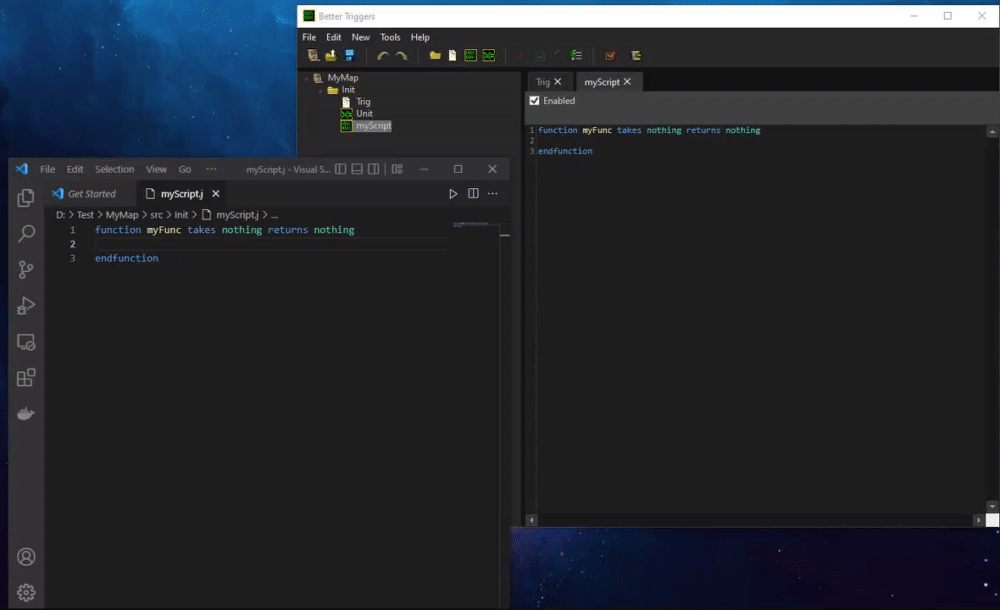 Better Triggers
File Edit New Tools Help
MyMap
Init
Trig
Unit
myScript
Trig
myScript
Enabled
1 function myFunc takes nothing returns nothing
2
3 endfunction
File Edit Selection View Go ··· myScript.j - Visual S...
Get Started
myScript.j
D: > Test > MyMap > src > Init > myScript.j > ...
1 function myFunc takes nothing returns nothing
2
3 endfunction